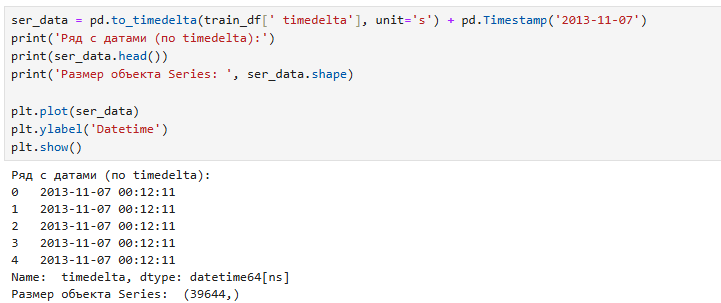 ser_data = pd.to_timedelta(train_df[' timedelta'], unit='s') + pd.Timestamp('2013-11-07')
print('Ряд с датами (по timedelta):')
print(ser_data.head())
print('Размер объекта Series: ', ser_data.shape)
plt.plot(ser_data)
plt.ylabel('Datetime')
plt.show()
Ряд с датами (по timedelta):
0   2013-11-07 00:12:11
1   2013-11-07 00:12:11
2   2013-11-07 00:12:11
3   2013-11-07 00:12:11
4   2013-11-07 00:12:11
Name:  timedelta, dtype: datetime64[ns]
Размер объекта Series:  (39644,)